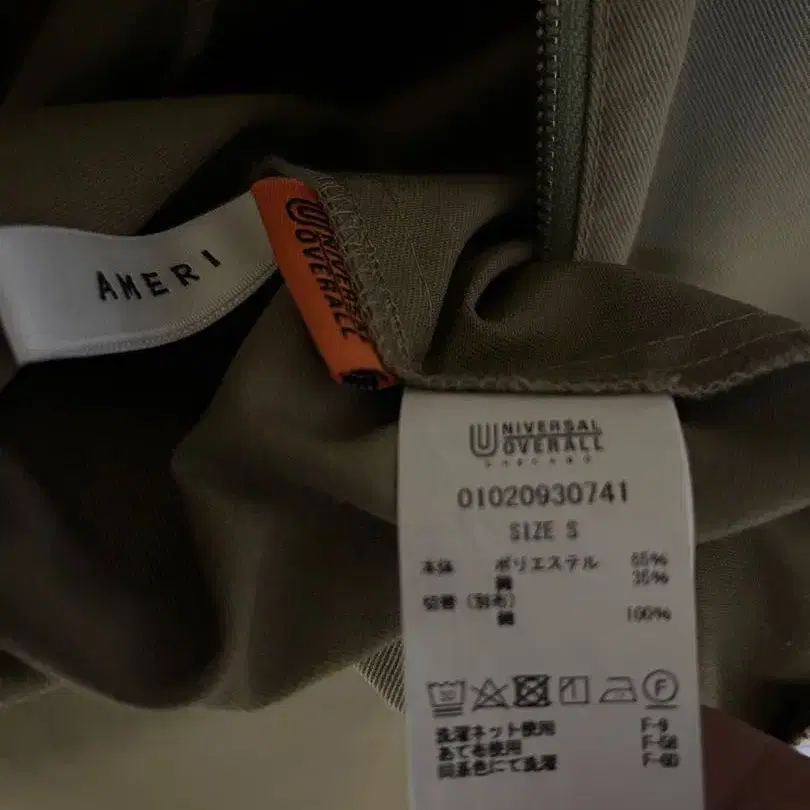 AMERI
UNIVERSAL
OVERALL
UNIVERSAL
OVERALL
01020930741
SIZE S
本体 ポリエステル 65%
綿 35%
切替(別布)
綿 100%
30
F
洗濯ネット使用 F-9
あて布使用 F-58
同系色にて洗濯 F-60